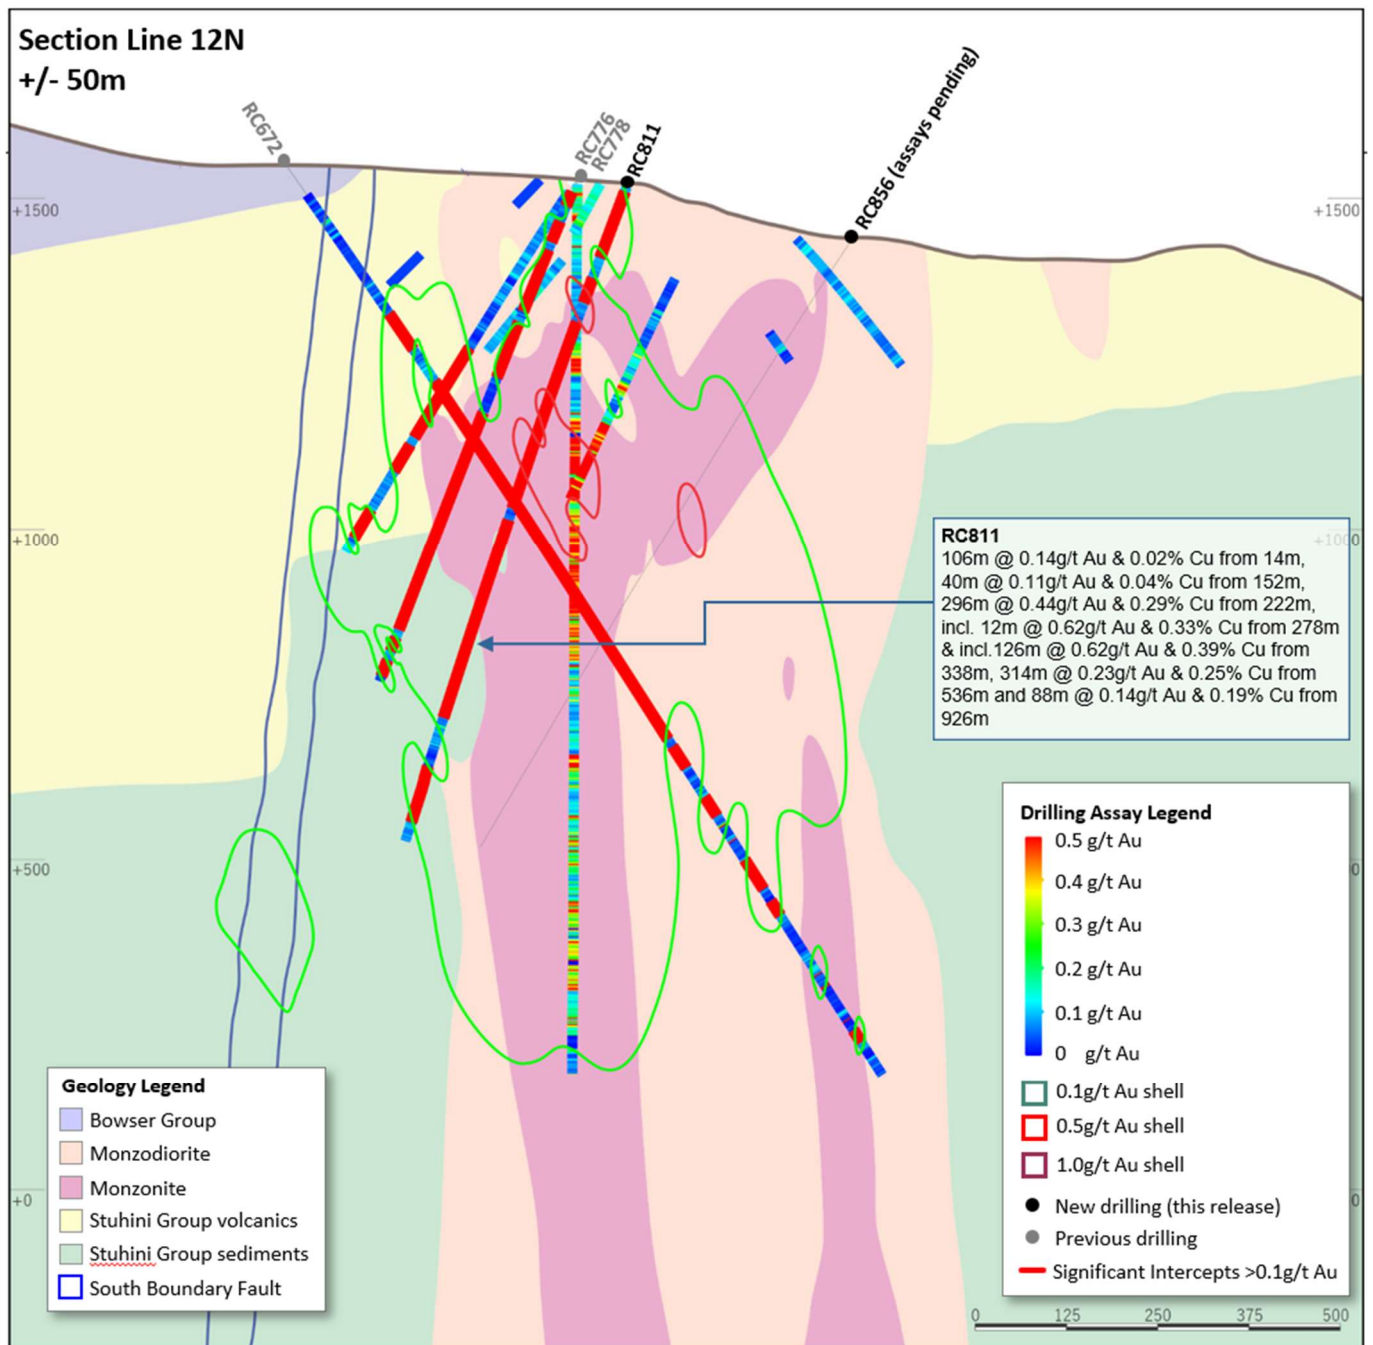 Section Line 12N
+/- 50m
RC672
RC776
RC778
RC811
RC856 (assays pending)
+1500
+1500
+1000
+1000
RC811
106m @ 0.14g/t Au & 0.02% Cu from 14m,
40m @ 0.11g/t Au & 0.04% Cu from 152m,
296m @ 0.44g/t Au & 0.29% Cu from 222m,
incl. 12m @ 0.62g/t Au & 0.33% Cu from 278m
& incl.126m @ 0.62g/t Au & 0.39% Cu from
338m, 314m @ 0.23g/t Au & 0.25% Cu from
536m and 88m @ 0.14g/t Au & 0.19% Cu from
926m
+500
0
Drilling Assay Legend
0.5 g/t Au
0.4 g/t Au
0.3 g/t Au
0.2 g/t Au
0.1 g/t Au
0 g/t Au
0.1g/t Au shell
0.5g/t Au shell
1.0g/t Au shell
New drilling (this release)
Previous drilling
Significant Intercepts >0.1g/t Au
Geology Legend
Bowser Group
Monzodiorite
Monzonite
Stuhini Group volcanics
Stuhini Group sediments
South Boundary Fault
+0
0
0 125 250 375 500